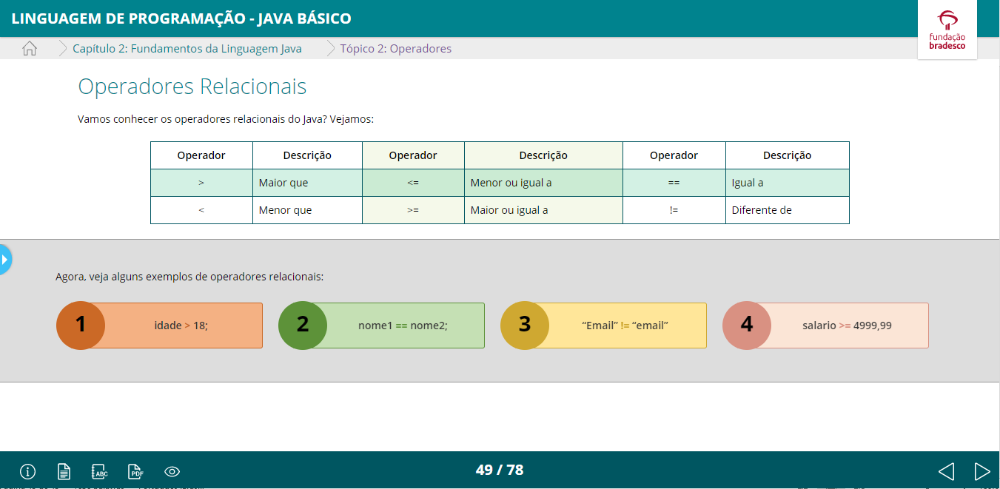 LINGUAGEM DE PROGRAMAÇÃO - JAVA BÁSICO
fundação
bradesco
Capítulo 2: Fundamentos da Linguagem Java
Tópico 2: Operadores
Operadores Relacionais
Vamos conhecer os operadores relacionais do Java? Vejamos:
Operador Descrição Operador Descrição Operador Descrição
> Maior que <= Menor ou igual a == Igual a
< Menor que >= Maior ou igual a != Diferente de
Agora, veja alguns exemplos de operadores relacionais:
1 idade > 18;
2 nome1 == nome2;
3 “Email” != “email”
4 salario >= 4999,99
ABC
PDF
49 / 78